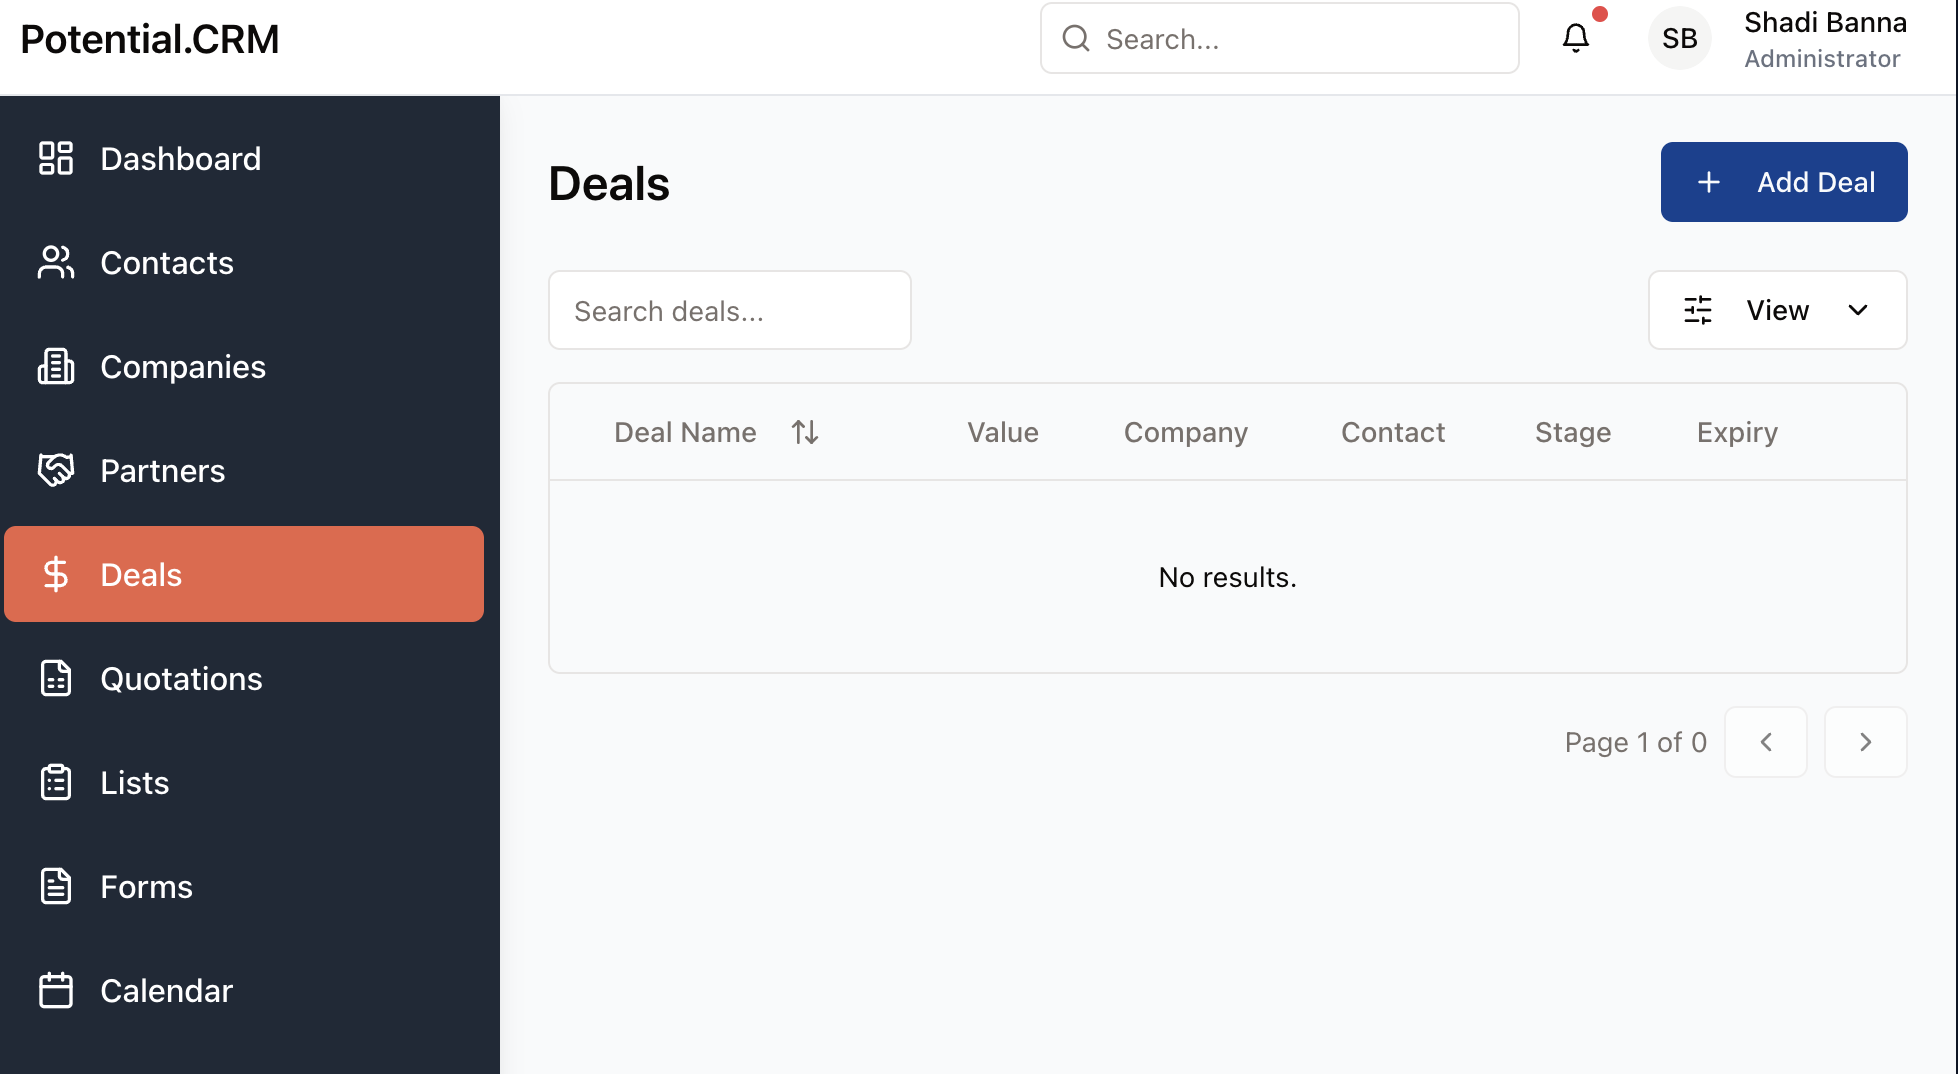 Potential.CRM
Search...
SB
Shadi Banna
Administrator
Dashboard
Contacts
Companies
Partners
Deals
Quotations
Lists
Forms
Calendar
Deals
Add Deal
Search deals...
View
Deal Name Value Company Contact Stage Expiry
No results.
Page 1 of 0